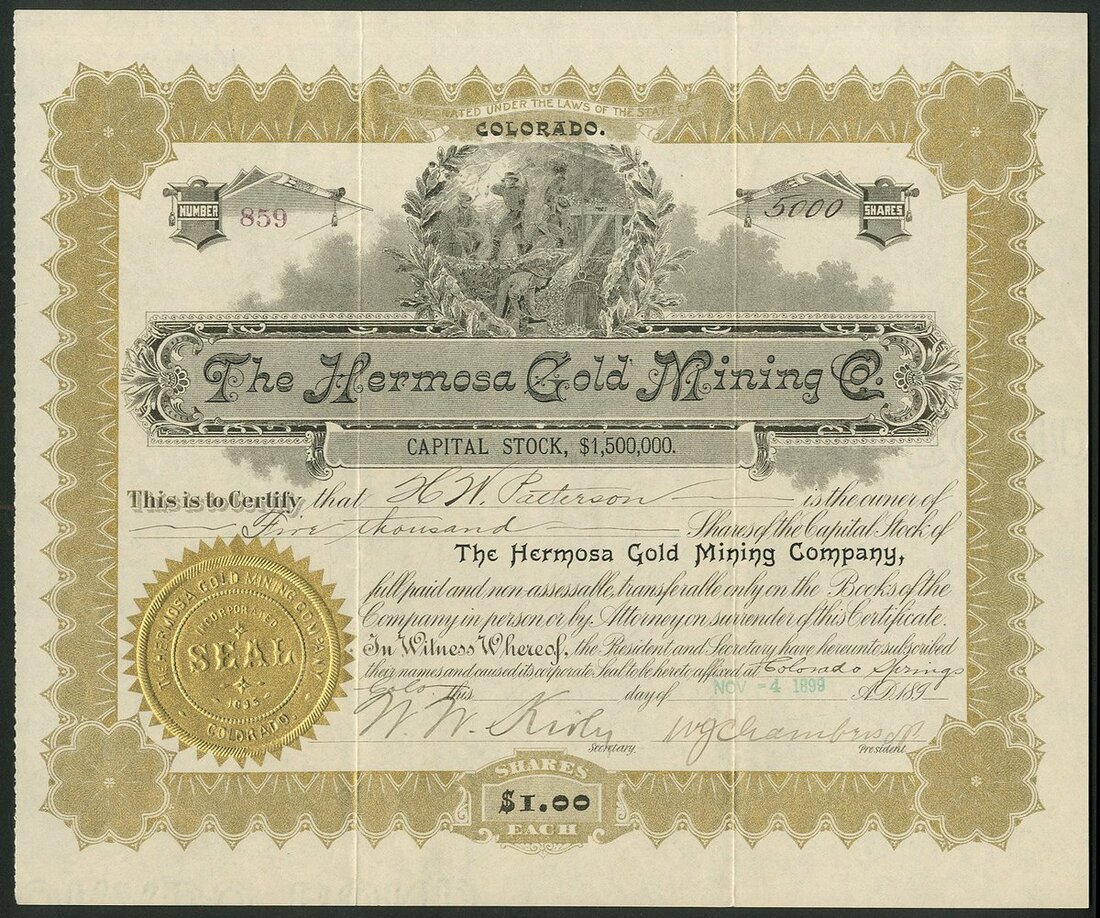 INCORPORATED UNDER THE LAWS OF THE STATE OF
COLORADO.
NUMBER 859
5000 SHARES
The Hermosa Gold Mining Co.
CAPITAL STOCK, $1,500,000.
This is to Certify that H W. Patterson is the owner of
Five thousand Shares of the Capital Stock of
The Hermosa Gold Mining Company,
full paid and non-assessable, transferable only on the Books of the
Company in person or by Attorney on surrender of this Certificate.
In Witness Whereof, the President and Secretary have hereunto subscribed
their names and caused its corporate Seal to be hereto affixed at Colorado Springs
Colo this day of NOV -4 1899 A.D. 189
W. W. Kirby
Secretary.
W J Chambers
President
THE HERMOSA GOLD MINING COMPANY
INCORPORATED
SEAL
1895
COLORADO
SHARES
$1.00
EACH